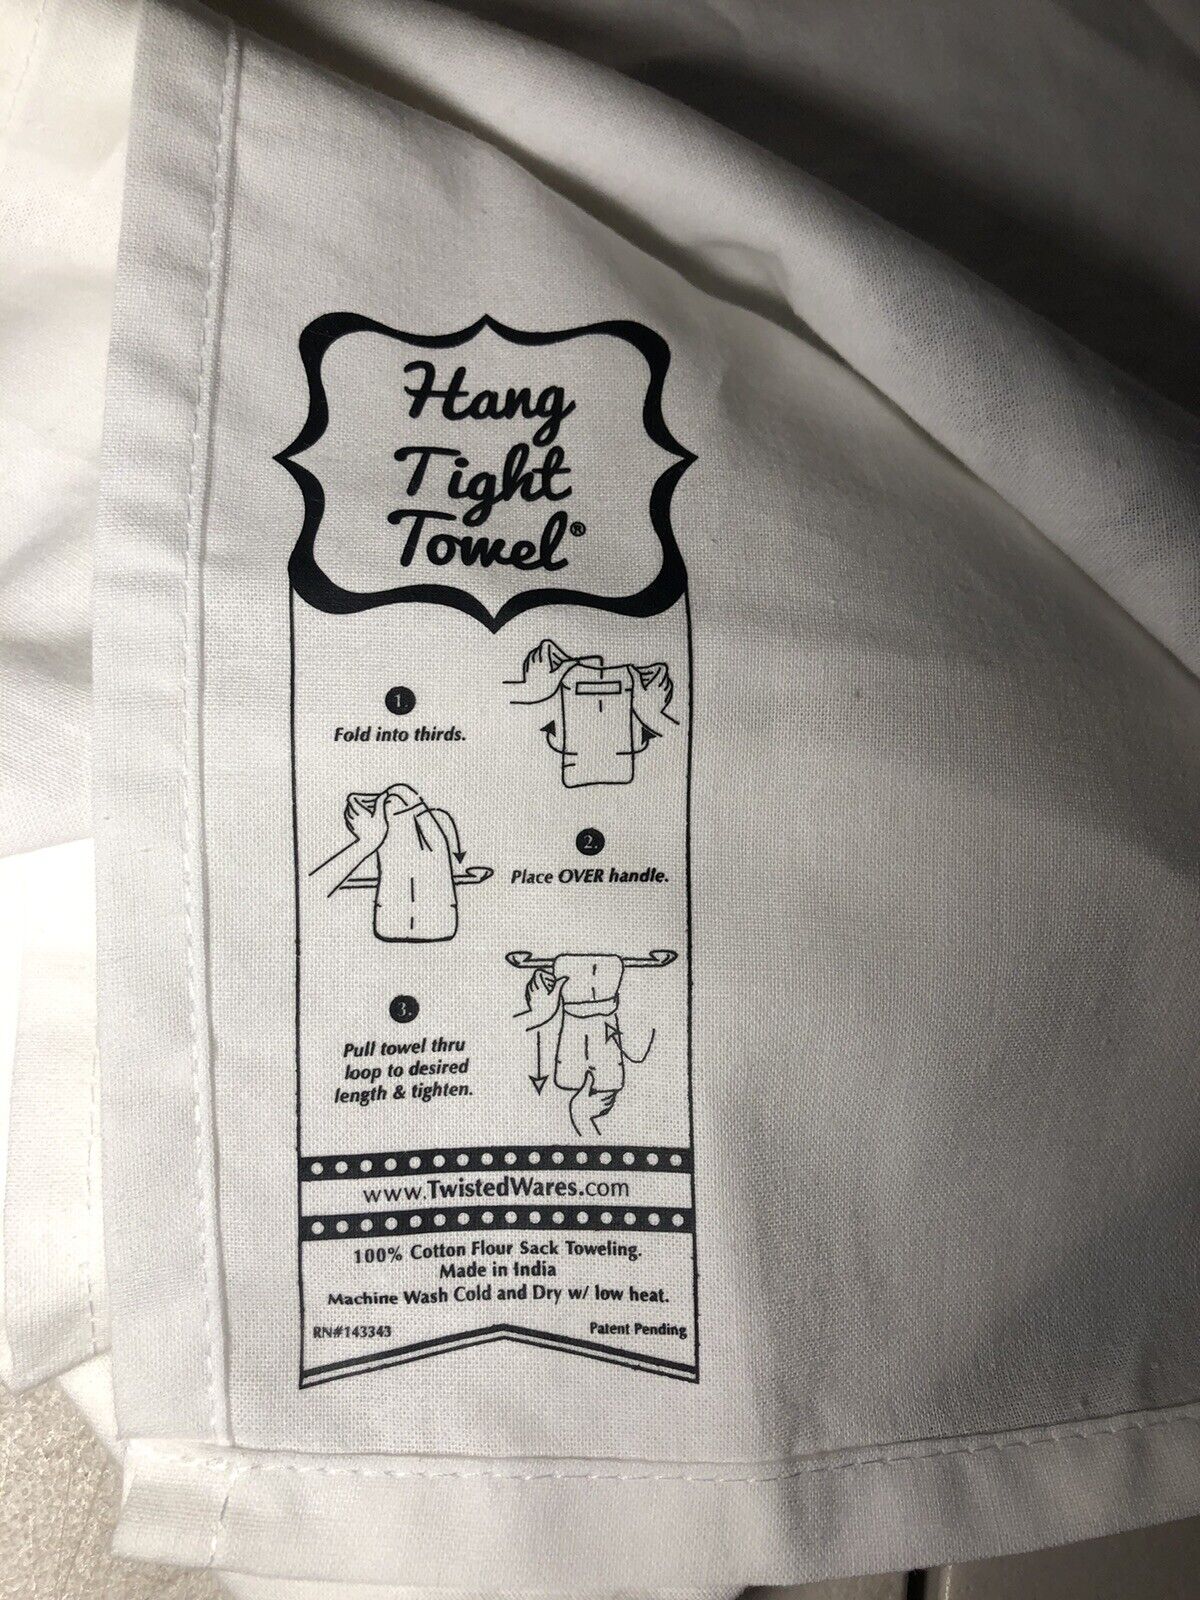 Hang
Tight
Towel®
1.
Fold into thirds.
2.
Place OVER handle.
3.
Pull towel thru
loop to desired
length & tighten.
www.TwistedWares.com
100% Cotton Flour Sack Toweling.
Made in India
Machine Wash Cold and Dry w/ low heat.
RN#143343 Patent Pending